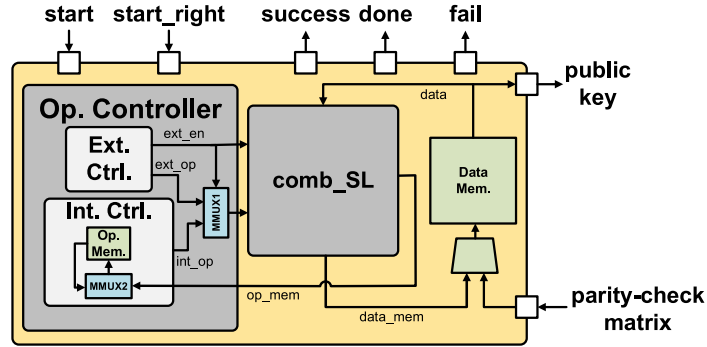 start
start_right
success
done
fail
public
key
data
Op. Controller
ext_en
Ext.
Ctrl.
ext_op
comb_SL
Data
Mem.
MMUX1
Int. Ctrl.
Op.
Mem.
int_op
MMUX2
op_mem
data_mem
parity-check
matrix